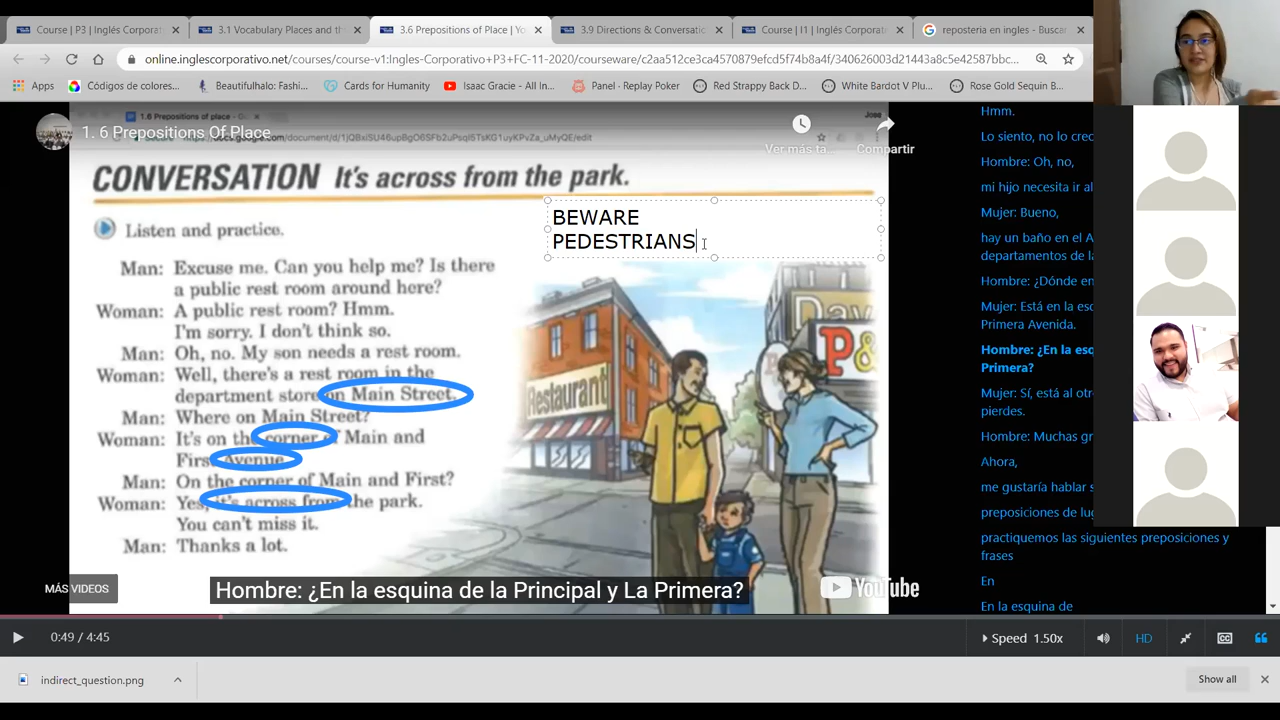 Course | P3 | Inglés Corporat
3.1 Vocabulary Places and th
3.6 Prepositions of Place | Yo
3.9 Directions & Conversatio
Course | I1 | Inglés Corporati
reposteria en ingles - Buscar
online.inglescorporativo.net/courses/course-v1:Ingles-Corporativo+P3+FC-11-2020/courseware/
Apps
Códigos de colores...
Beautifulhalo: Fashi...
Cards for Humanity
Isaac Gracie - All In...
Panel - Replay Poker
Red Strappy Back D...
White Bardot V Plu...
Rose Gold Sequin B...
1. 6 Prepositions Of Place
Ver más ta...
Compartir
CONVERSATION It's across from the park.
BEWARE
PEDESTRIANS
Listen and practice.
Man: Excuse me. Can you help me? Is there
a public rest room around here?
Woman: A public rest room? Hmm.
I'm sorry. I don't think so.
Man: Oh, no. My son needs a rest room.
Woman: Well, there's a rest room in the
department store on Main Street.
Man: Where on Main Street?
Woman: It's on the corner of Main and
First Avenue.
Man: On the corner of Main and First?
Woman: Yes, it's across from the park.
You can't miss it.
Man: Thanks a lot.
Restaurant
Day
P&
MÁS VIDEOS
Hombre: ¿En la esquina de la Principal y La Primera?
YouTube
Hmm.
Lo siento, no lo crec
Hombre: Oh, no,
mi hijo necesita ir al
Mujer: Bueno,
hay un baño en el A
departamentos de la
Hombre: ¿Dónde en
Mujer: Está en la esc
Primera Avenida.
Hombre: ¿En la esq
Primera?
Mujer: Sí, está al otr
pierdes.
Hombre: Muchas gr
Ahora,
me gustaría hablar s
preposiciones de lug
practiquemos las siguientes preposiciones y
frases
En
En la esquina de
0:49 / 4:45
Speed 1.50x
HD
CC
indirect_question.png
Show all